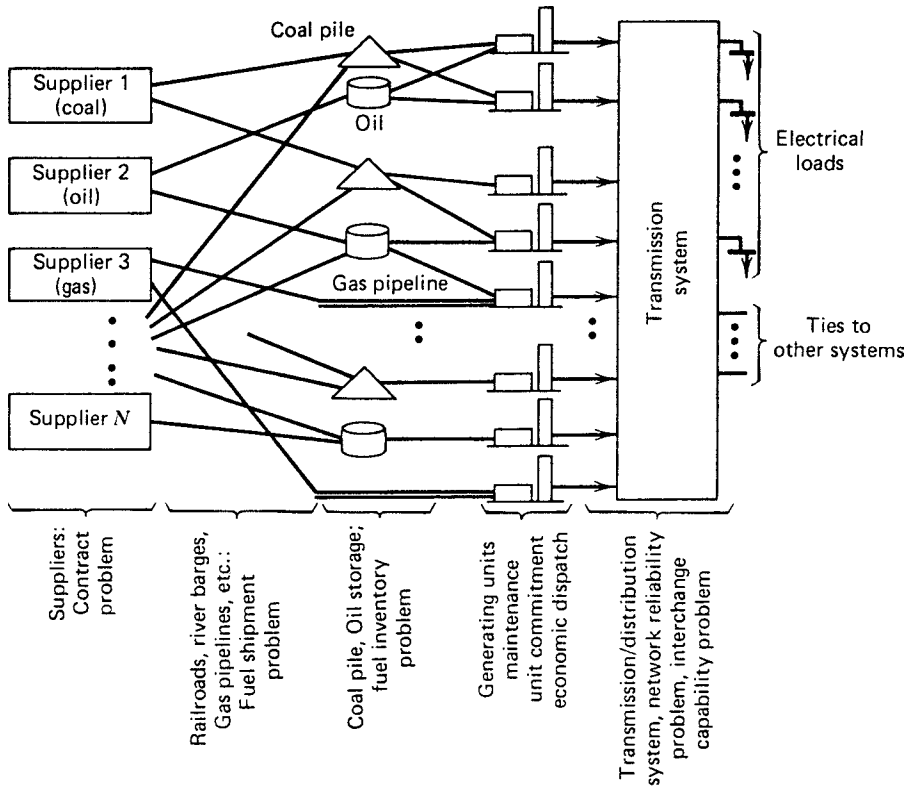 Coal pile
Supplier 1
(coal)
Oil
Supplier 2
(oil)
Supplier 3
(gas)
Gas pipeline
Supplier N
Transmission
system
Electrical
loads
Ties to
other systems
Suppliers:
Contract
problem
Railroads, river barges,
Gas pipelines, etc.:
Fuel shipment
problem
Coal pile, Oil storage;
fuel inventory
problem
Generating units
maintenance
unit commitment
economic dispatch
Transmission/distribution
system, network reliability
problem, interchange
capability problem